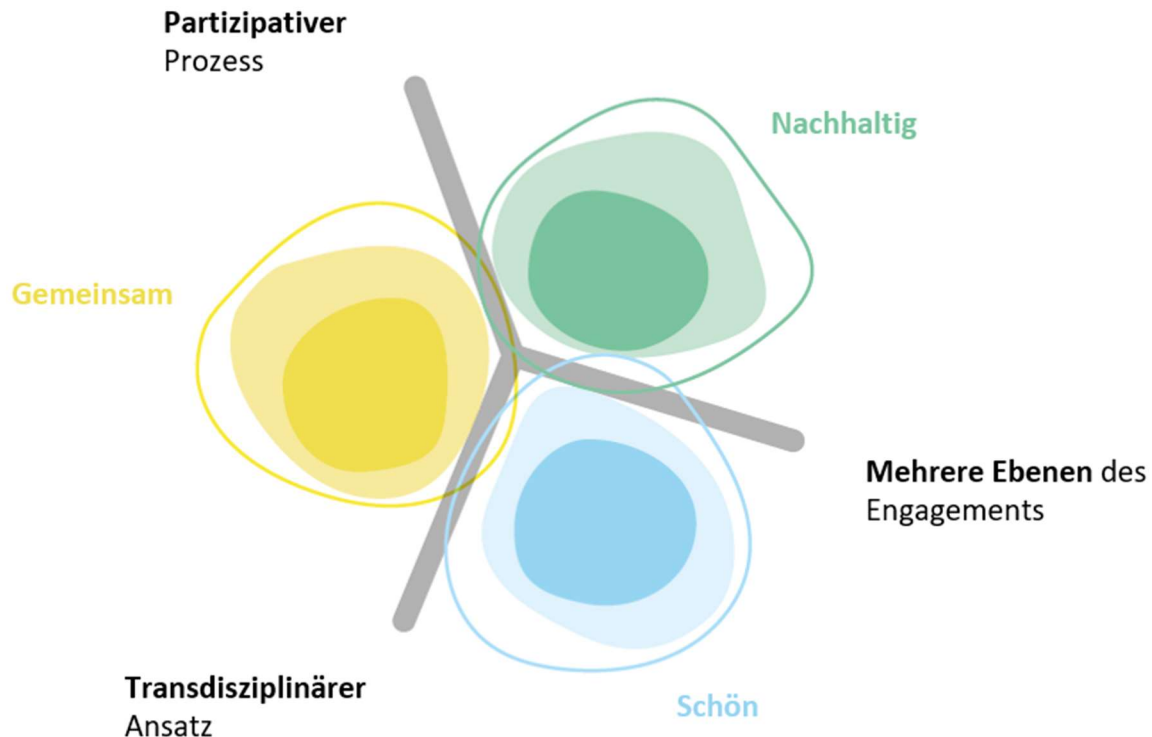 Partizipativer
Prozess
Nachhaltig
Gemeinsam
Mehrere Ebenen des
Engagements
Transdisziplinärer
Ansatz
Schön